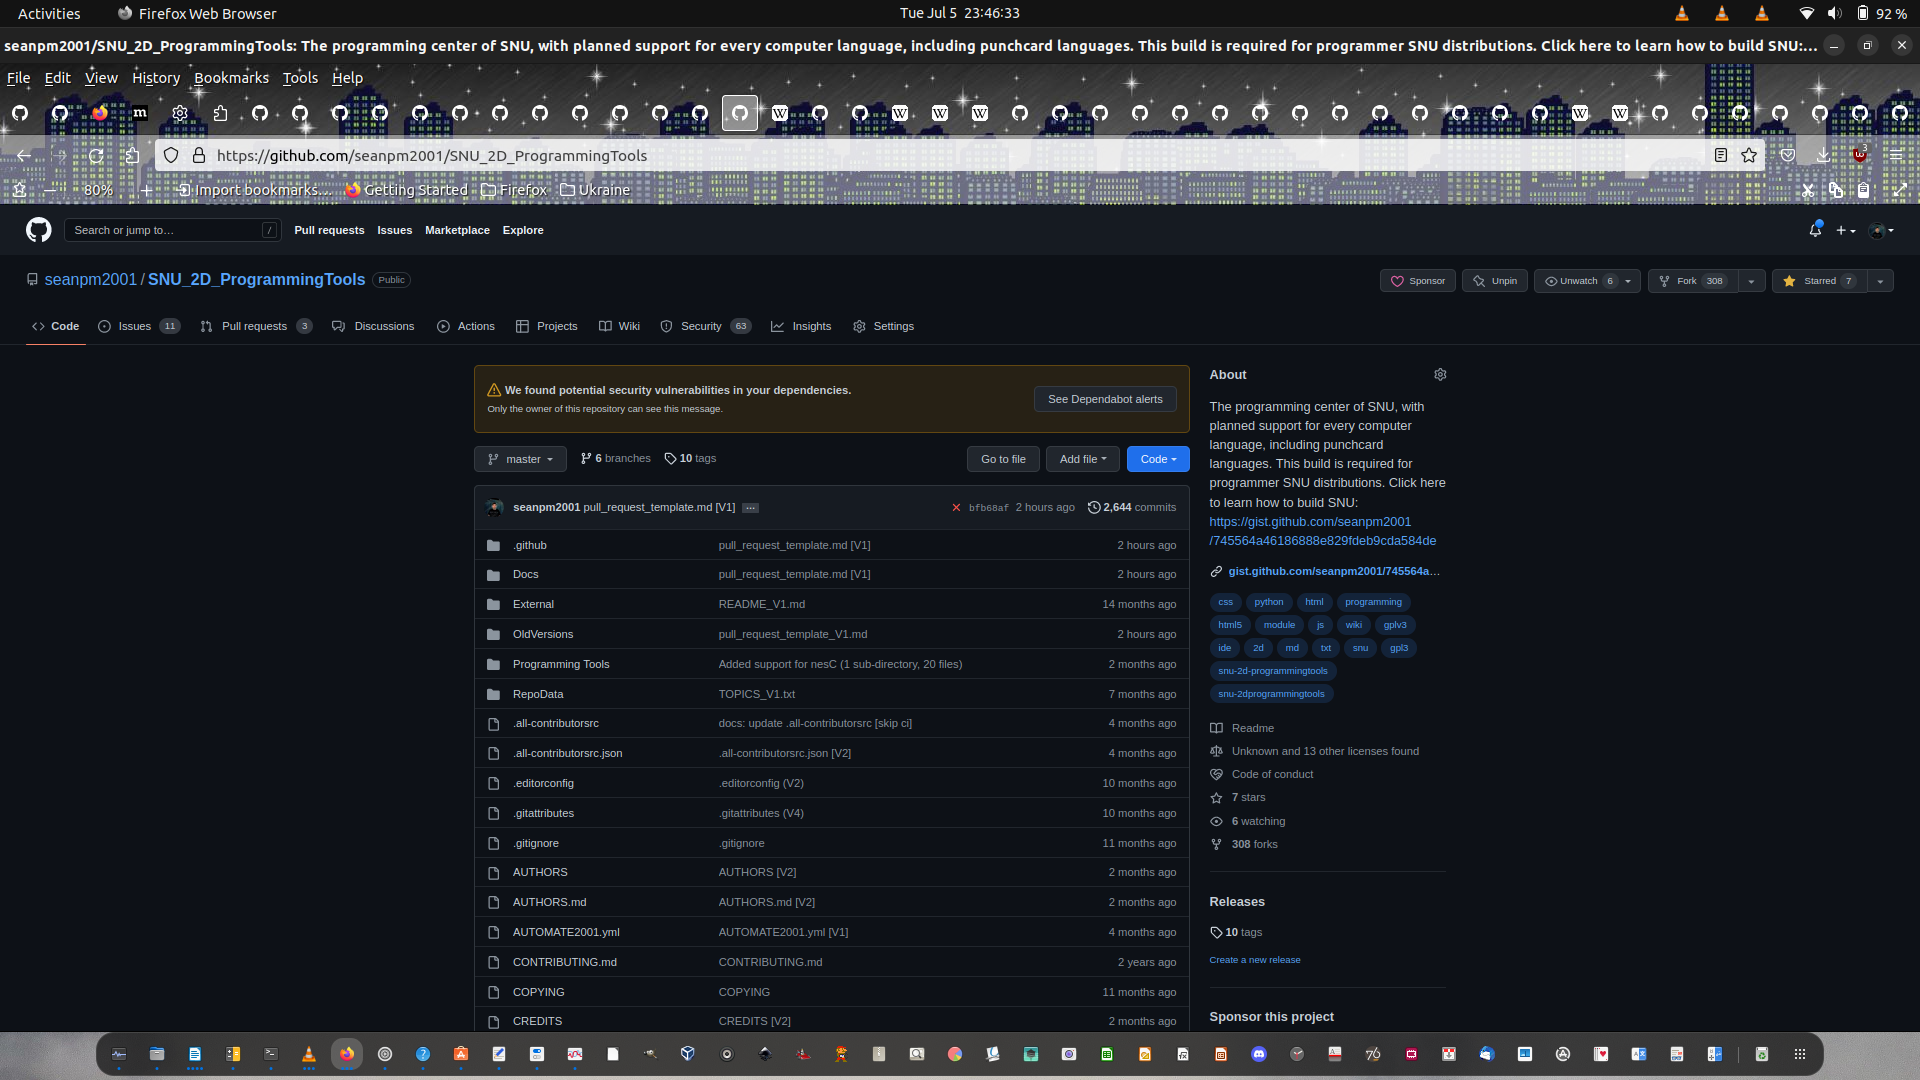 Activities
Firefox Web Browser
Tue Jul 5 23:46:33
92 %
seanpm2001/SNU_2D_ProgrammingTools: The programming center of SNU, with planned support for every computer language, including punchcard languages. This build is required for programmer SNU distributions. Click here to learn how to build SNU:...
File Edit View History Bookmarks Tools Help
https://github.com/seanpm2001/SNU_2D_ProgrammingTools
3
80%
Import bookmarks...
Getting Started
Firefox
Ukraine
Search or jump to...
/
Pull requests
Issues
Marketplace
Explore
seanpm2001 / SNU_2D_ProgrammingTools
Public
Sponsor
Unpin
Unwatch 6
Fork 308
Starred 7
Code
Issues 11
Pull requests 3
Discussions
Actions
Projects
Wiki
Security 63
Insights
Settings
We found potential security vulnerabilities in your dependencies.
Only the owner of this repository can see this message.
See Dependabot alerts
master
6 branches
10 tags
Go to file
Add file
Code
seanpm2001 pull_request_template.md [V1] ...
bfb68af 2 hours ago
2,644 commits
.github pull_request_template.md [V1] 2 hours ago
Docs pull_request_template.md [V1] 2 hours ago
External README_V1.md 14 months ago
OldVersions pull_request_template_V1.md 2 hours ago
Programming Tools Added support for nesC (1 sub-directory, 20 files) 2 months ago
RepoData TOPICS_V1.txt 7 months ago
.all-contributorsrc docs: update .all-contributorsrc [skip ci] 4 months ago
.all-contributorsrc.json .all-contributorsrc.json [V2] 4 months ago
.editorconfig .editorconfig (V2) 10 months ago
.gitattributes .gitattributes (V4) 10 months ago
.gitignore .gitignore 11 months ago
AUTHORS AUTHORS [V2] 2 months ago
AUTHORS.md AUTHORS.md [V2] 2 months ago
AUTOMATE2001.yml AUTOMATE2001.yml [V1] 4 months ago
CONTRIBUTING.md CONTRIBUTING.md 2 years ago
COPYING COPYING 11 months ago
CREDITS CREDITS [V2] 2 months ago
About
The programming center of SNU, with
planned support for every computer
language, including punchcard
languages. This build is required for
programmer SNU distributions. Click here
to learn how to build SNU:
https://gist.github.com/seanpm2001
/745564a46186888e829fdeb9cda584de
gist.github.com/seanpm2001/745564a...
css python html programming
html5 module js wiki gplv3
ide 2d md txt snu gpl3
snu-2d-programmingtools
snu-2dprogrammingtools
Readme
Unknown and 13 other licenses found
Code of conduct
7 stars
6 watching
308 forks
Releases
10 tags
Create a new release
Sponsor this project